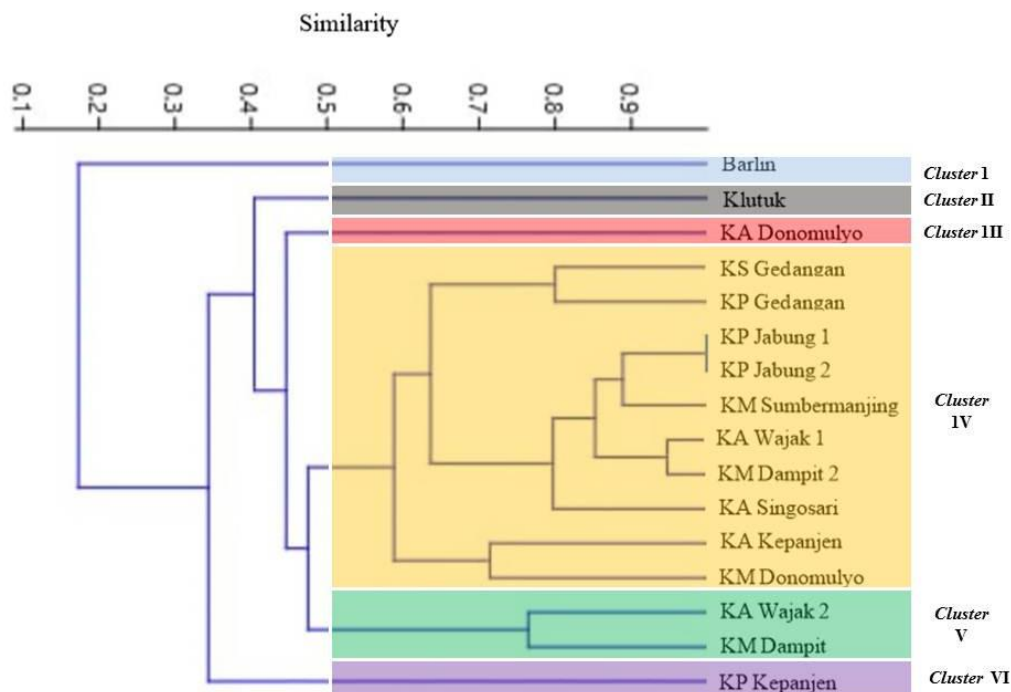 Similarity
0.1 0.2 0.3 0.4 0.5 0.6 0.7 0.8 0.9
Barlin
Cluster 1
Klutuk
Cluster II
KA Donomulyo
Cluster 1II
KS Gedangan
KP Gedangan
KP Jabung 1
KP Jabung 2
KM Sumbermanjing
Cluster
1V
KA Wajak 1
KM Dampit 2
KA Singosari
KA Kepanjen
KM Donomulyo
KA Wajak 2
KM Dampit
Cluster
V
KP Kepanjen
Cluster VI